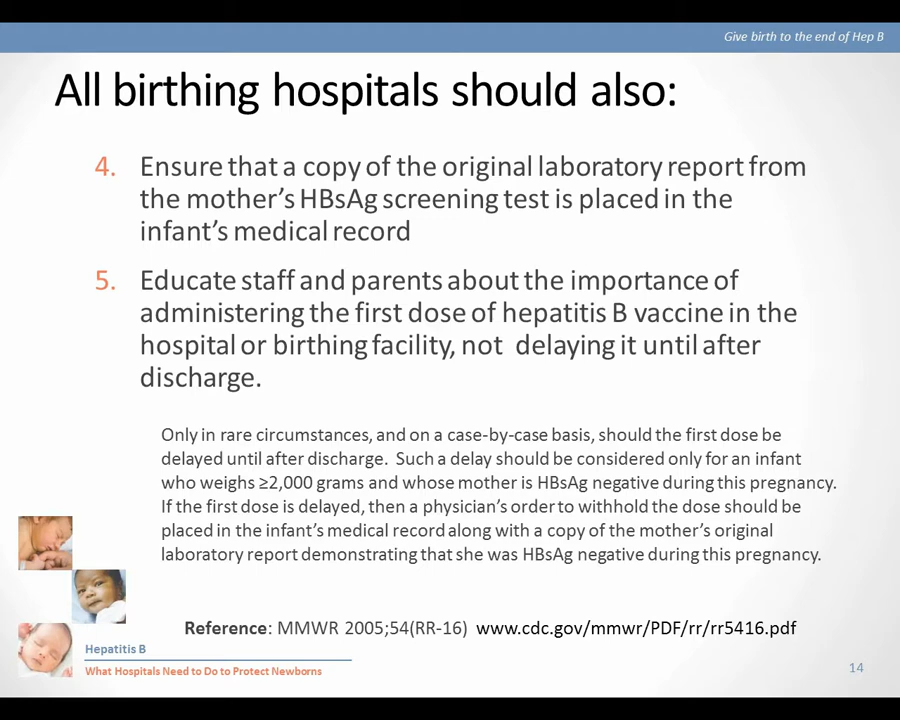 Give birth to the end of Hep B
All birthing hospitals should also:
4. Ensure that a copy of the original laboratory report from
the mother's HBsAg screening test is placed in the
infant's medical record
5. Educate staff and parents about the importance of
administering the first dose of hepatitis B vaccine in the
hospital or birthing facility, not delaying it until after
discharge.
Only in rare circumstances, and on a case-by-case basis, should the first dose be
delayed until after discharge. Such a delay should be considered only for an infant
who weighs ≥2,000 grams and whose mother is HBsAg negative during this pregnancy.
If the first dose is delayed, then a physician's order to withhold the dose should be
placed in the infant's medical record along with a copy of the mother's original
laboratory report demonstrating that she was HBsAg negative during this pregnancy.
Reference: MMWR 2005;54(RR-16) www.cdc.gov/mmwr/PDF/rr/rr5416.pdf
Hepatitis B
What Hospitals Need to Do to Protect Newborns
14